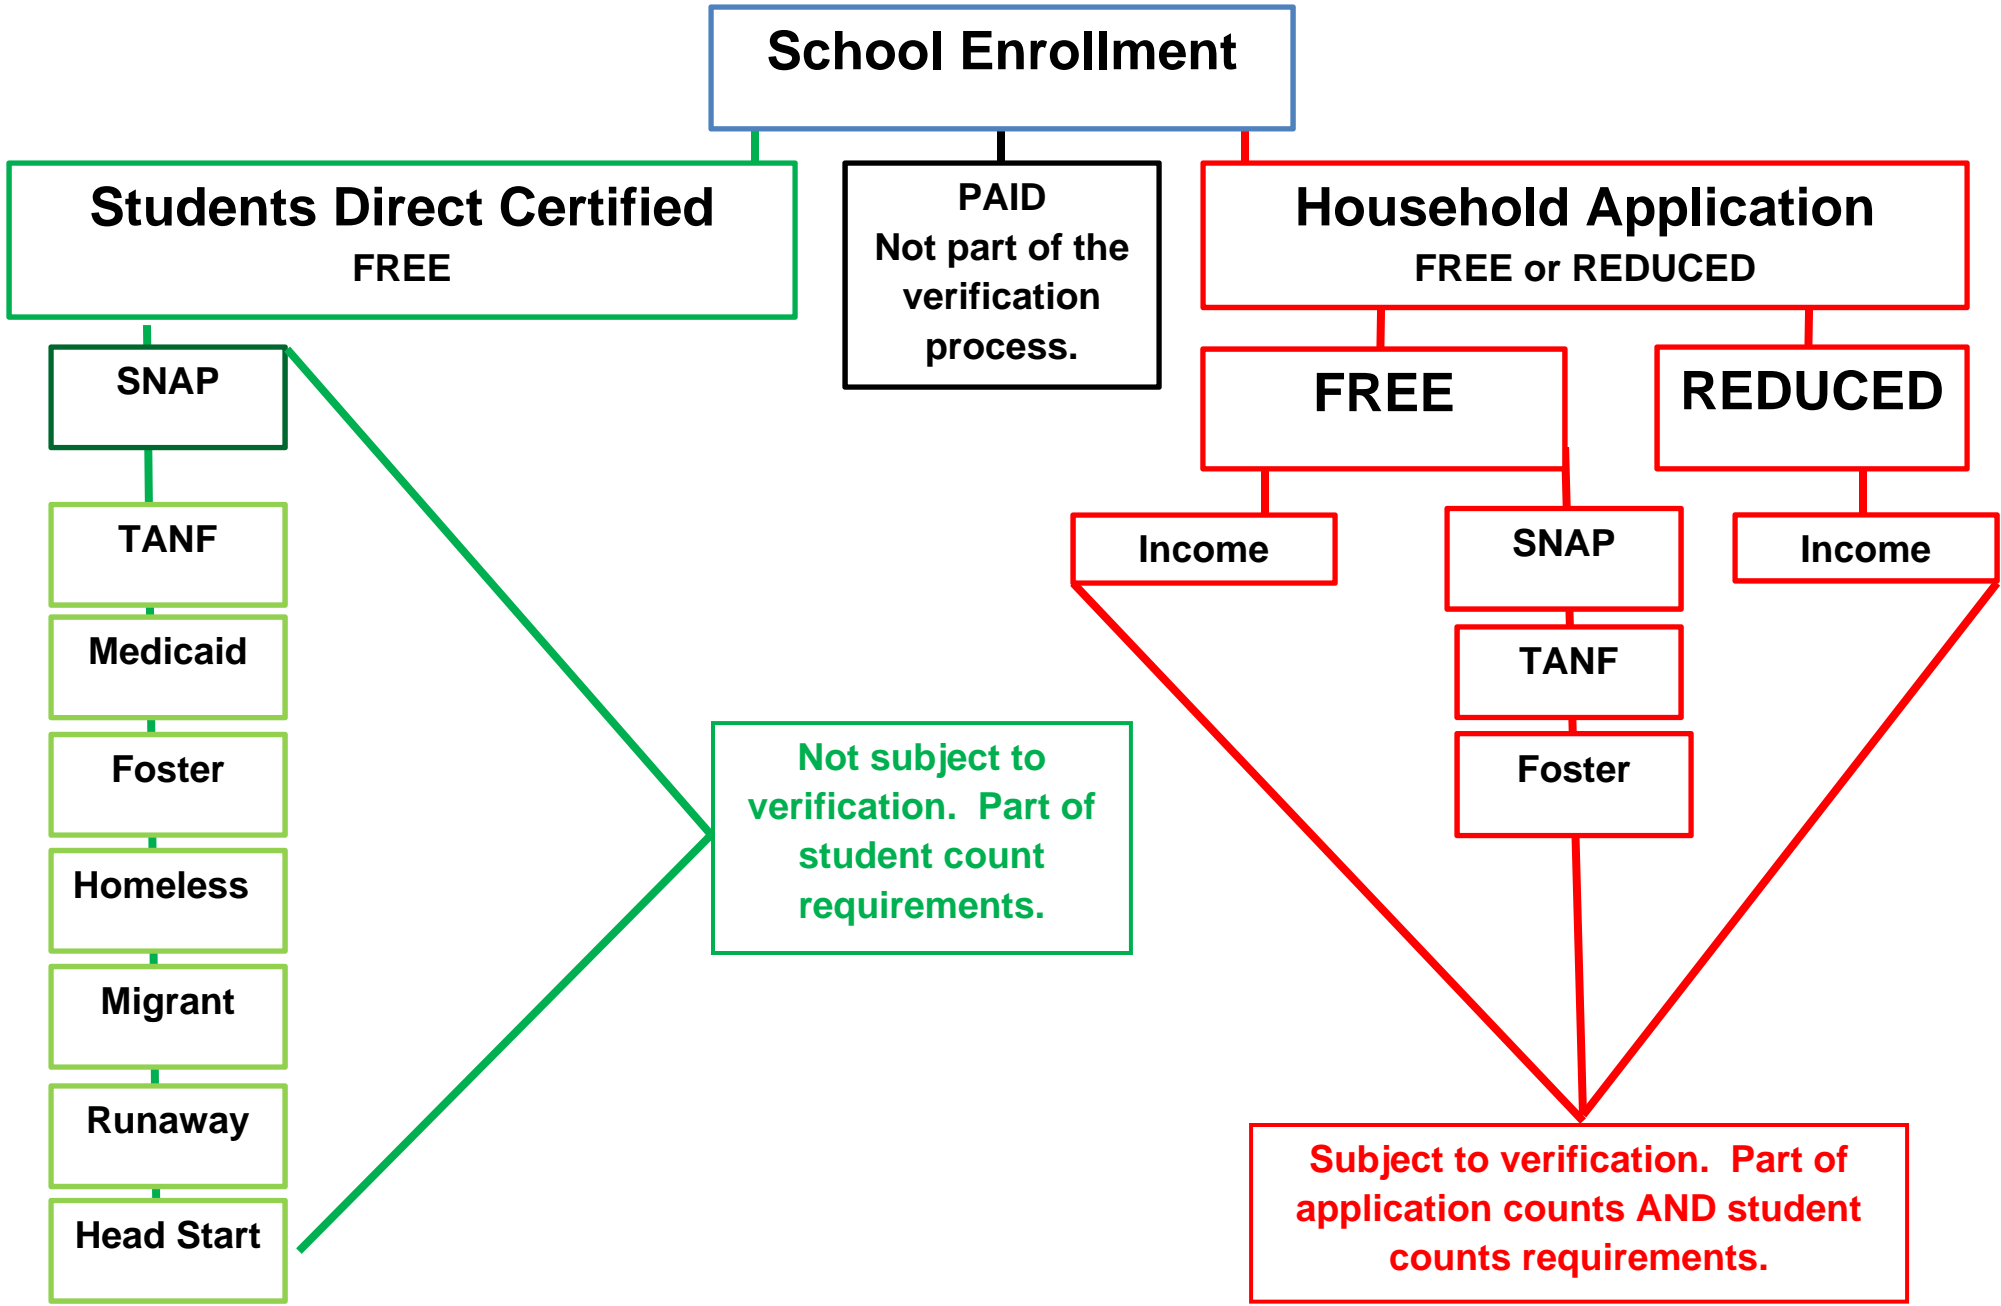 School Enrollment
Students Direct Certified
FREE
PAID
Not part of the
verification
process.
Household Application
FREE or REDUCED
SNAP
TANF
Medicaid
Foster
Homeless
Migrant
Runaway
Head Start
Not subject to
verification.  Part of
student count
requirements.
FREE
REDUCED
Income
SNAP
TANF
Foster
Income
Subject to verification.  Part of
application counts AND student
counts requirements.